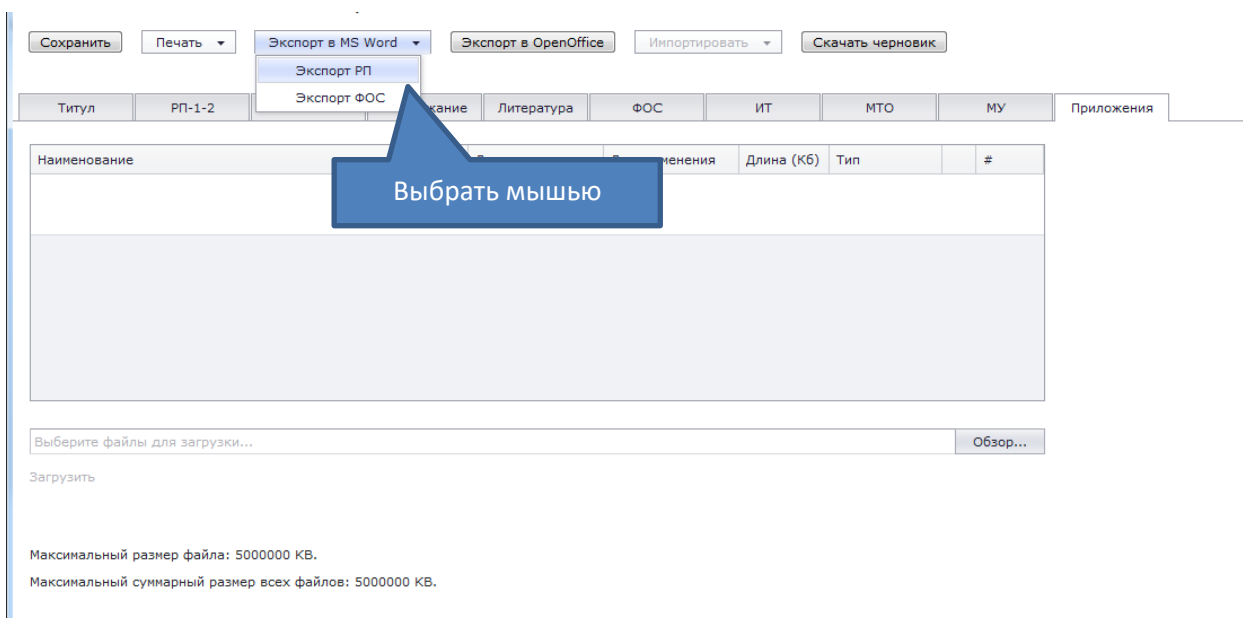 Сохранить Печать Экспорт в MS Word Экспорт в OpenOffice Импортировать Скачать черновик
Экспорт РП
Экспорт ФОС
Титул РП-1-2 Литература ФОС ИТ МТО МУ Приложения
Наименование Длина (Кб) Тип #
Выбрать мышью
Выберите файлы для загрузки... Обзор...
Загрузить
Максимальный размер файла: 5000000 KB.
Максимальный суммарный размер всех файлов: 5000000 KB.